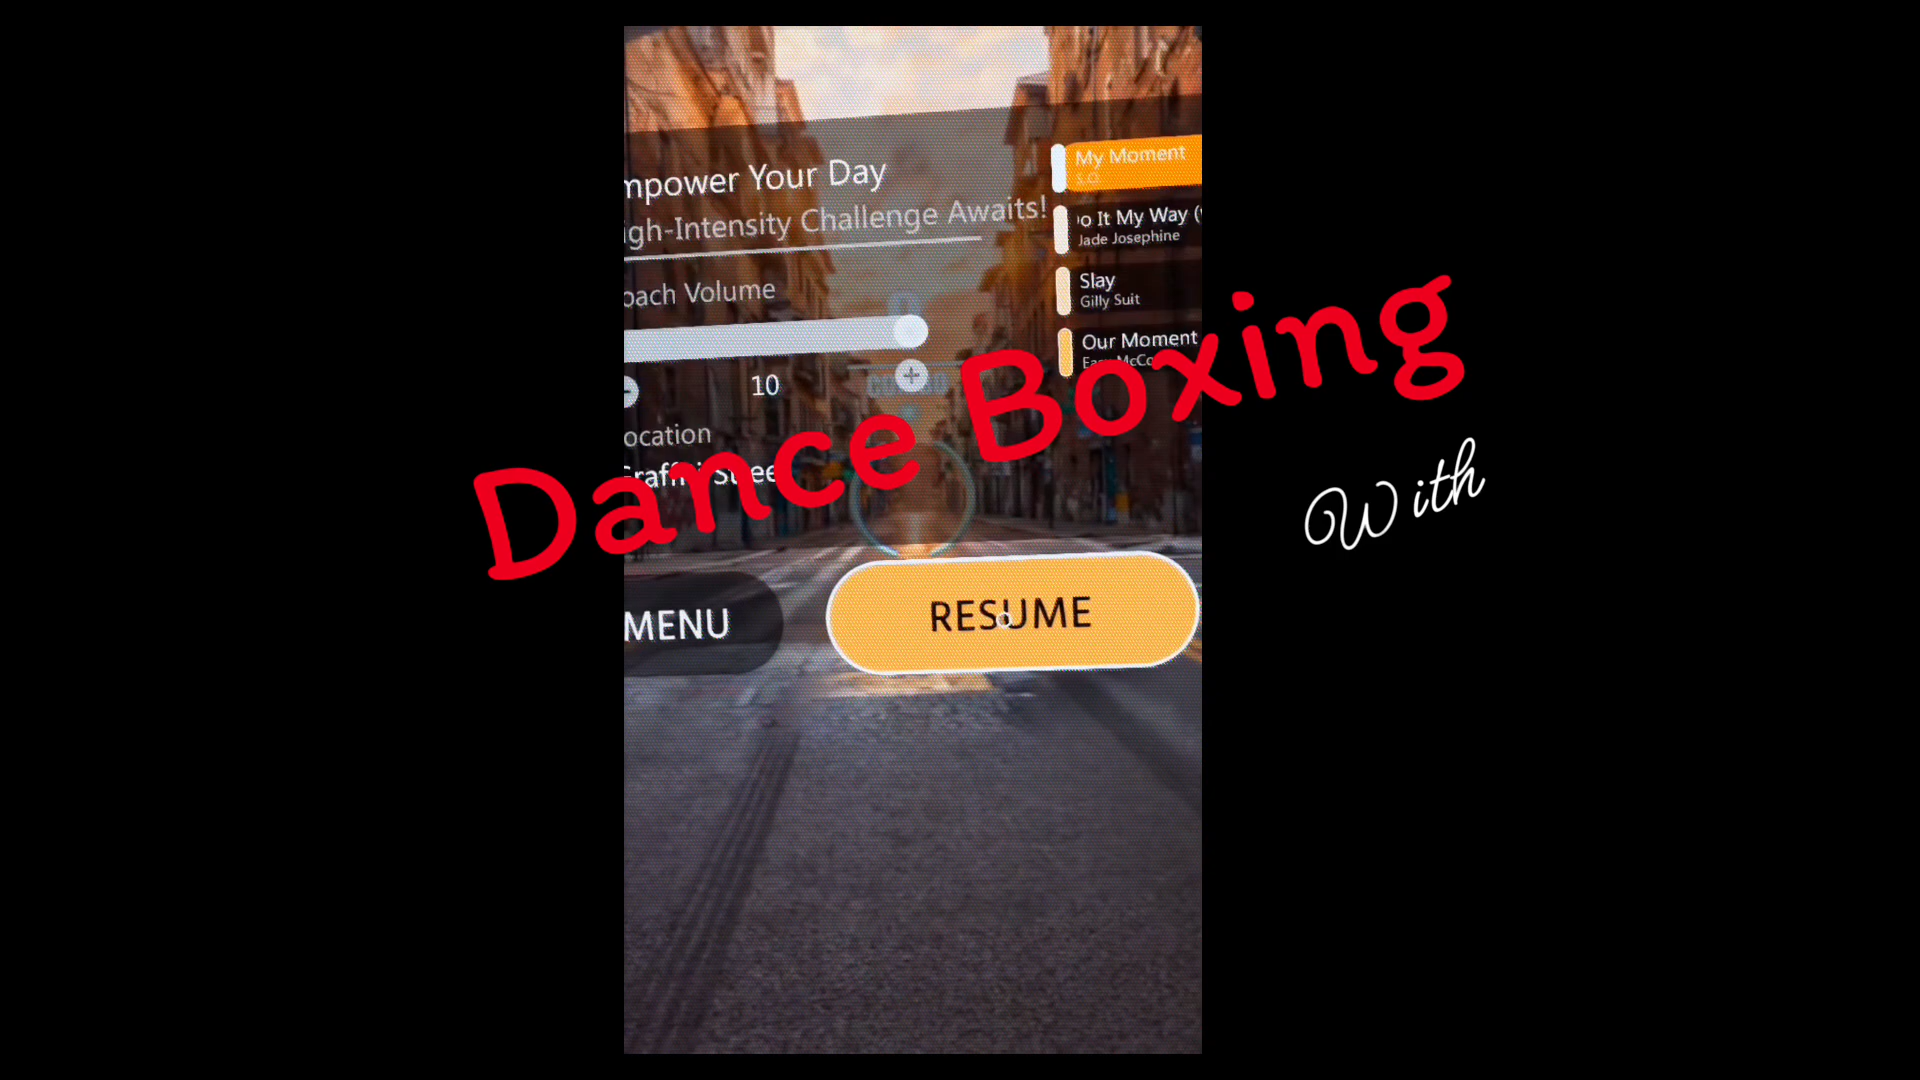 mpower Your Day
igh-Intensity Challenge Awaits!
oach Volume
10
ocation
MENU
RESUME
My Moment
S.O.
o It My Way (
Jade Josephine
Slay
Gilly Suit
Our Moment
Dance Boxing
With